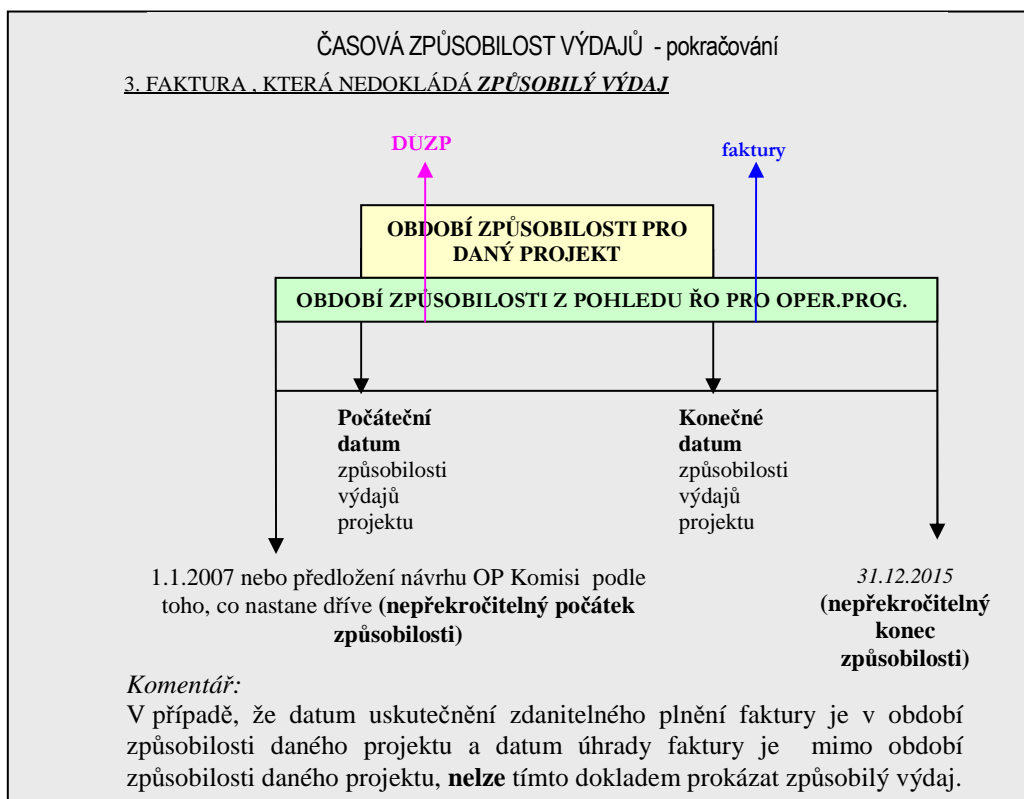 ČASOVÁ ZPŮSOBILOST VÝDAJŮ - pokračování
3. FAKTURA , KTERÁ NEDOKLÁDÁ ZPŮSOBILÝ VÝDAJ
DUZP
faktury
OBDOBÍ ZPŮSOBILOSTI PRO
DANÝ PROJEKT
OBDOBÍ ZPŮSOBILOSTI Z POHLEDU ŘO PRO OPER.PROG.
Počáteční
datum
způsobilosti
výdajů
projektu
Konečné
datum
způsobilosti
výdajů
projektu
1.1.2007 nebo předložení návrhu OP Komisi podle
toho, co nastane dříve (nepřekročitelný počátek
způsobilosti)
31.12.2015
(nepřekročitelný
konec
způsobilosti)
Komentář:
V případě, že datum uskutečnění zdanitelného plnění faktury je v období
způsobilosti daného projektu a datum úhrady faktury je mimo období
způsobilosti daného projektu, nelze tímto dokladem prokázat způsobilý výdaj.